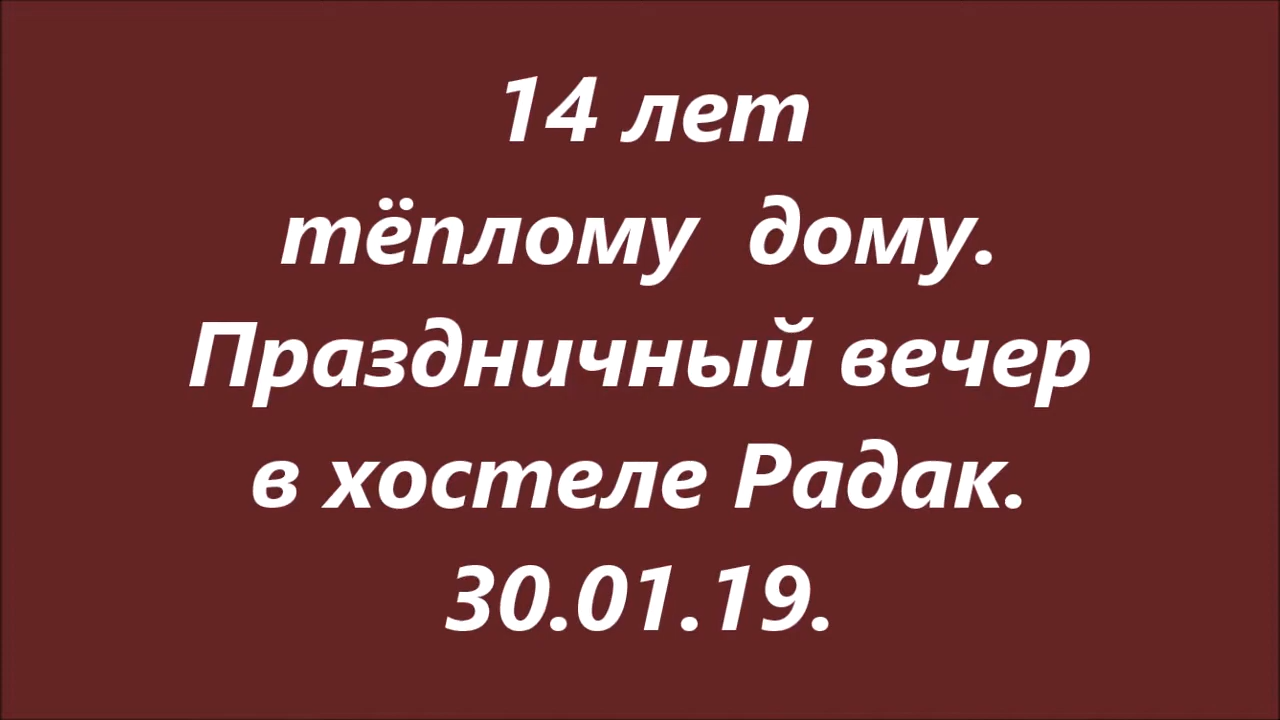 14 лет
тёплому дому.
Праздничный вечер
в хостеле Радак.
30.01.19.